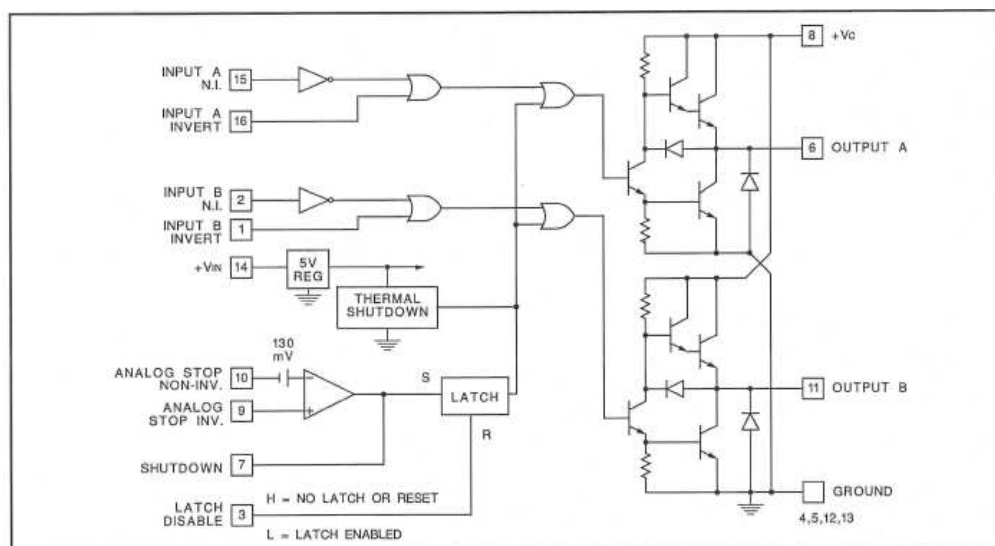 INPUT A
N.I.
15
INPUT A
INVERT
16
INPUT B
N.I.
2
INPUT B
INVERT
1
+VIN
14
5V
REG
THERMAL
SHUTDOWN
130
mV
ANALOG STOP
NON-INV.
10
−
ANALOG
STOP INV.
9
+
S
LATCH
R
SHUTDOWN
7
H = NO LATCH OR RESET
LATCH
DISABLE
3
L = LATCH ENABLED
8
+VC
6
OUTPUT A
11
OUTPUT B
GROUND
4,5,12,13